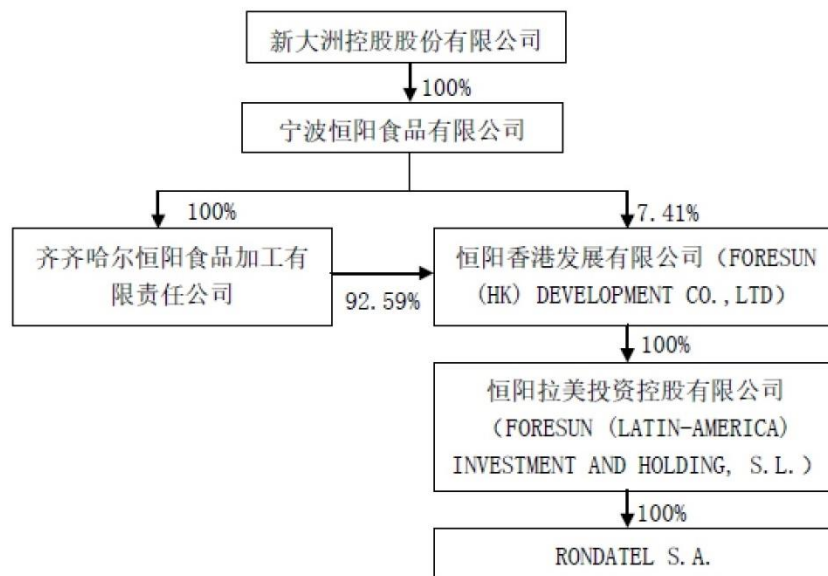 新大洲控股股份有限公司
100%
宁波恒阳食品有限公司
100%
7.41%
齐齐哈尔恒阳食品加工有
限责任公司
92.59%
恒阳香港发展有限公司（FORESUN
(HK) DEVELOPMENT CO.,LTD）
100%
恒阳拉美投资控股有限公司
（FORESUN (LATIN-AMERICA)
INVESTMENT AND HOLDING, S.L.）
100%
RONDATEL S.A.